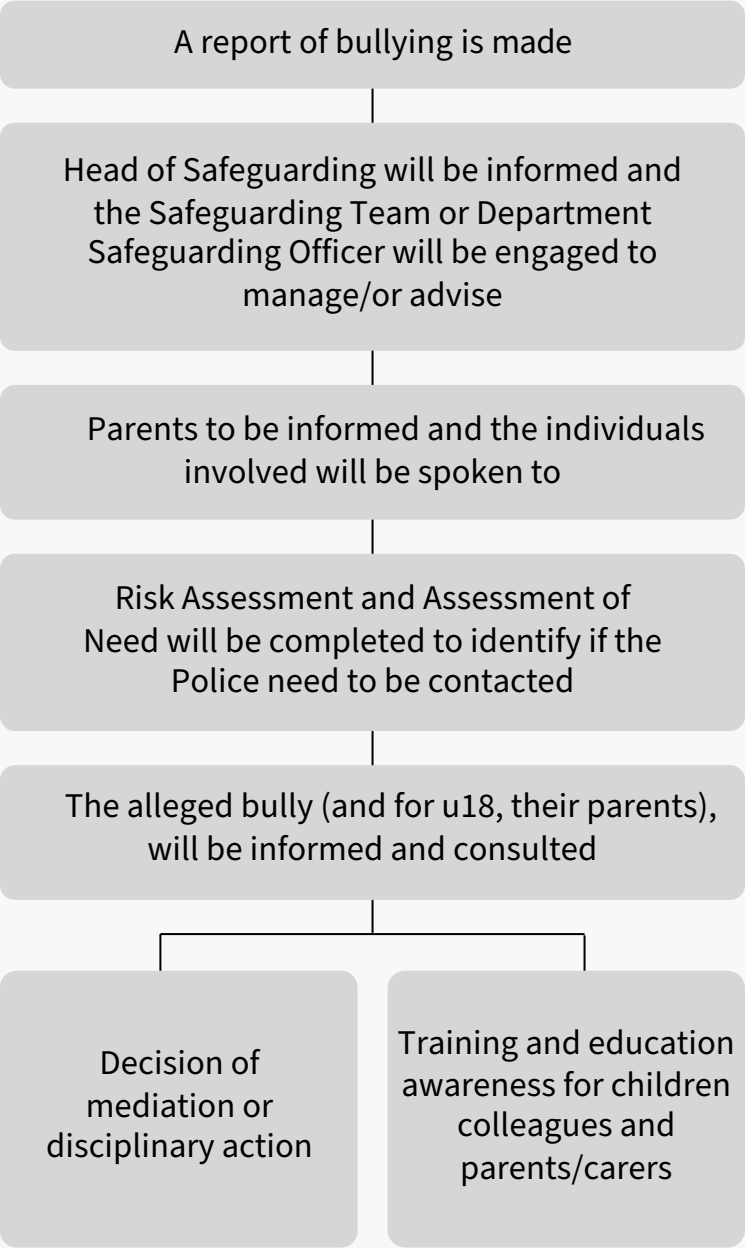 A report of bullying is made
Head of Safeguarding will be informed and
the Safeguarding Team or Department
Safeguarding Officer will be engaged to
manage/or advise
Parents to be informed and the individuals
involved will be spoken to
Risk Assessment and Assessment of
Need will be completed to identify if the
Police need to be contacted
The alleged bully (and for u18, their parents),
will be informed and consulted
Decision of
mediation or
disciplinary action
Training and education
awareness for children
colleagues and
parents/carers